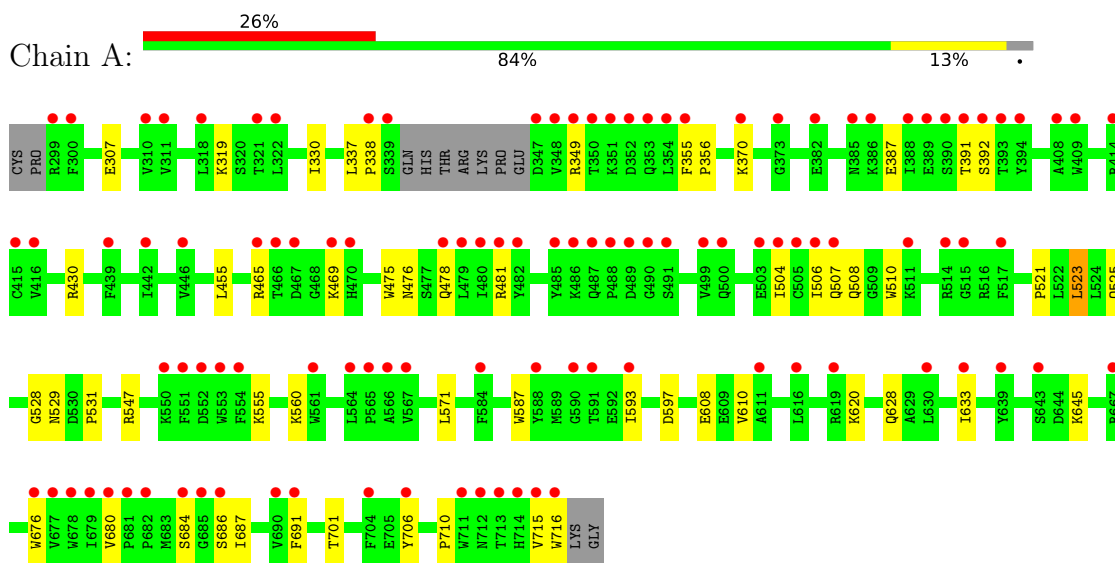 26%
Chain A:
84% 13% •
CYS PRO R299 F300 E307 V310 V311 L318 K319 S320 T321 L322 I330 L337 P338 S339 GLN HIS THR ARG LYS PRO GLU D347 V348 R349 T350 K351 D352 Q353 L354 F355 P356 K370 G373 E382 N385 K386 E387 I388 E389 S390 T391 S392 T393 Y394 A408 W409
C415 V416 R430 F439 I442 V446 L455 R465 T466 D467 G468 K469 H470 W475 N476 S477 Q478 L479 I480 R481 Y482 Y485 K486 Q487 P488 D489 G490 S491 V499 Q500 E503 I504 C505 I506 Q507 Q508 G509 W510 K511 R514 G515 R516 F517 P521 L522 L523 L524
G528 N529 D530 P531 R547 K550 F551 D552 W553 F554 K555 K560 W561 L564 P565 A566 V567 L571 F584 W587 Y588 M589 G590 T591 E592 I593 D597 E608 E609 V610 A611 L616 R619 K620 Q628 A629 L630 I633 Y639 S643 D644 K645
W676 V677 W678 I679 V680 P681 P682 M683 S684 G685 S686 I687 V690 F691 T701 F704 E705 Y706 P710 W711 N712 T713 H714 V715 W716 LYS GLY